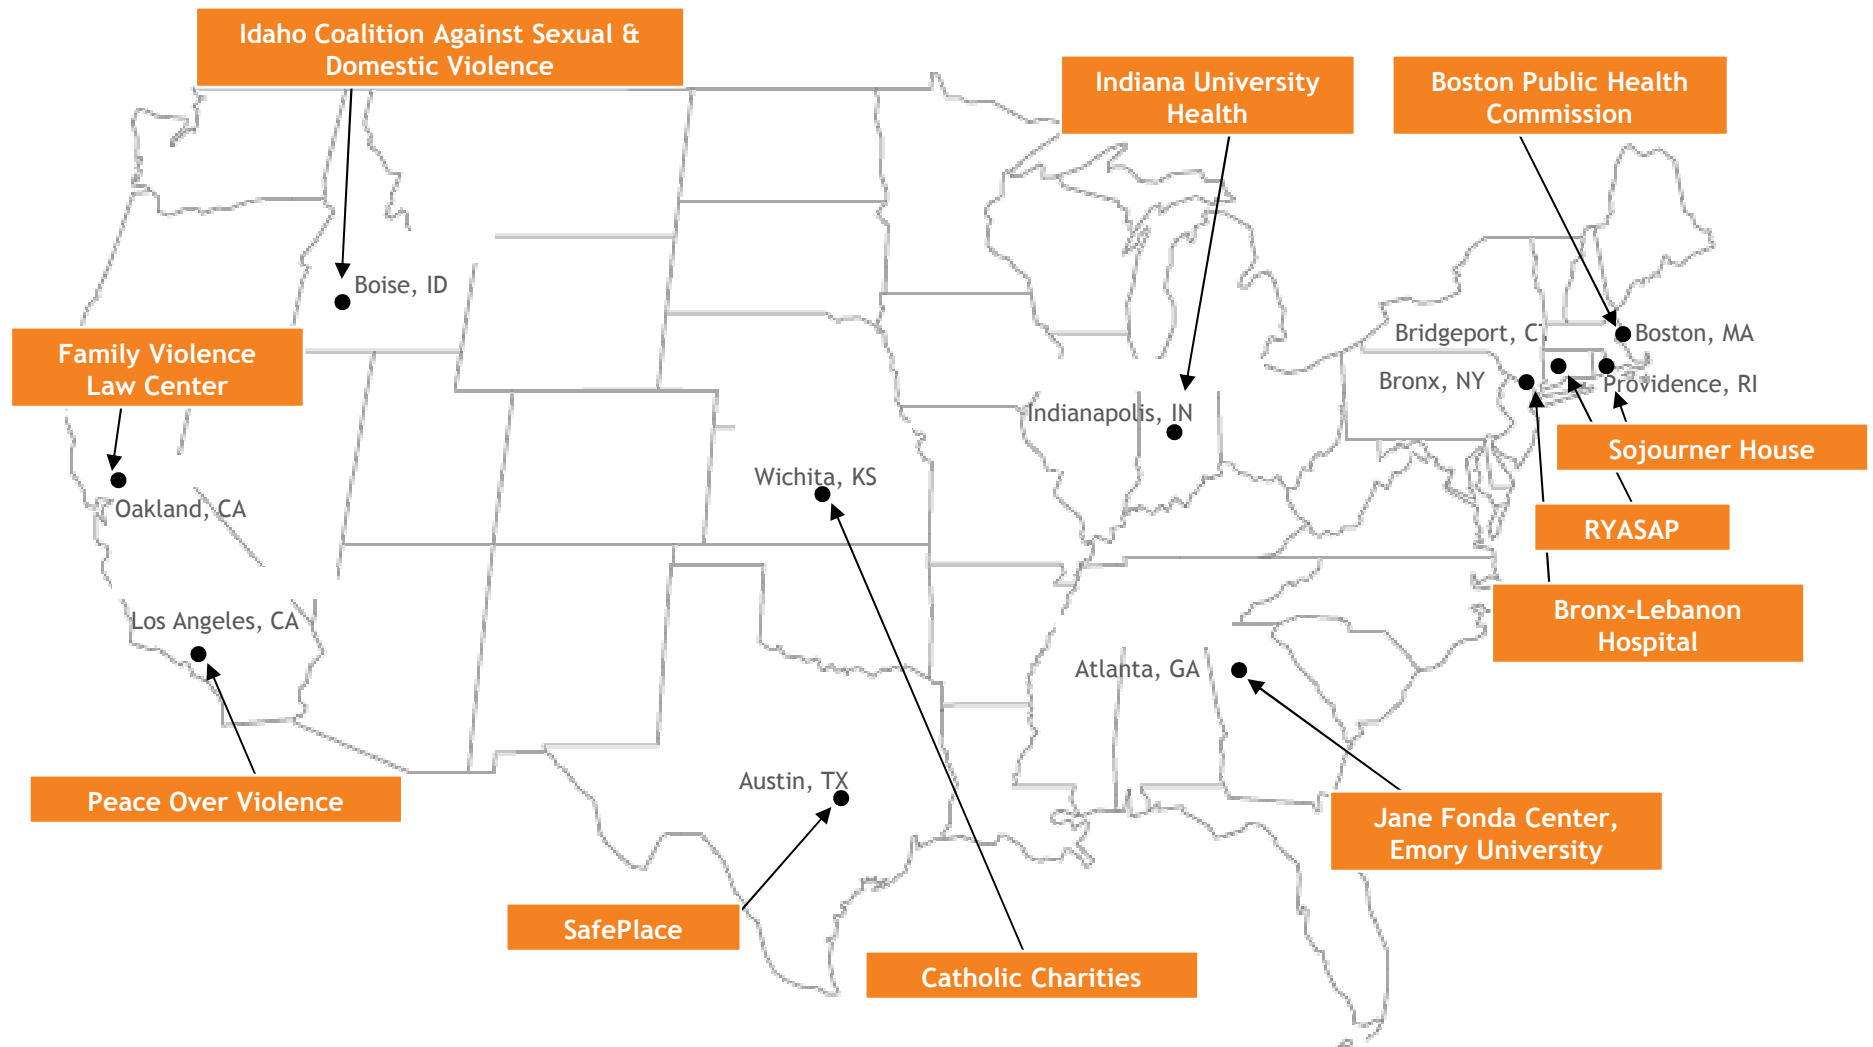 Idaho Coalition Against Sexual &
Domestic Violence
Indiana University
Health
Boston Public Health
Commission
Boise, ID
Family Violence
Law Center
Bridgeport, C
Boston, MA
Bronx, NY
Providence, RI
Indianapolis, IN
Sojourner House
Wichita, KS
Oakland, CA
RYASAP
Los Angeles, CA
Bronx-Lebanon
Hospital
Atlanta, GA
Austin, TX
Peace Over Violence
Jane Fonda Center,
Emory University
SafePlace
Catholic Charities